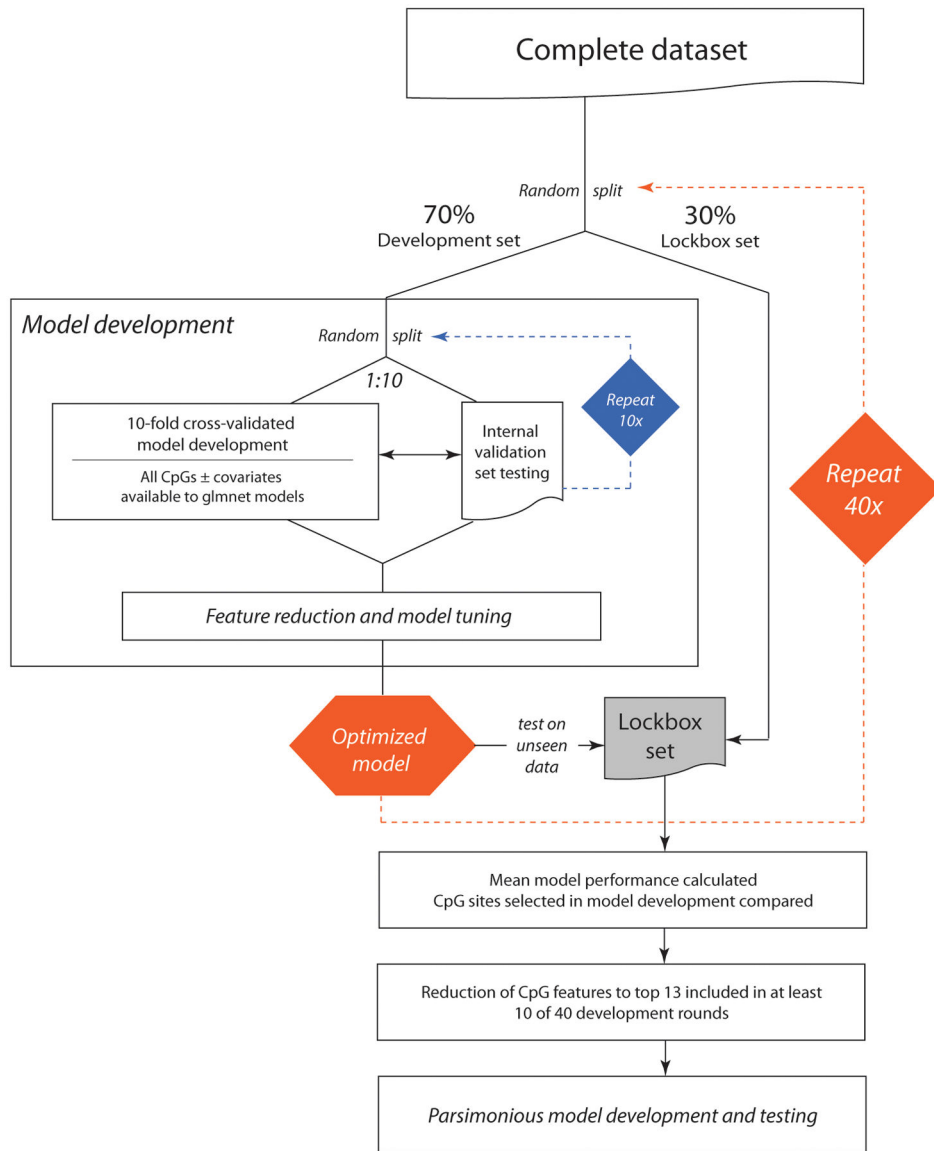 Complete dataset
Random split
70%
Development set
30%
Lockbox set
Model development
Random split
1:10
10-fold cross-validated
model development
All CpGs ± covariates
available to glmnet models
Internal
validation
set testing
Repeat
10x
Repeat
40x
Feature reduction and model tuning
Optimized
model
test on
unseen
data
Lockbox
set
Mean model performance calculated
CpG sites selected in model development compared
Reduction of CpG features to top 13 included in at least
10 of 40 development rounds
Parsimonious model development and testing